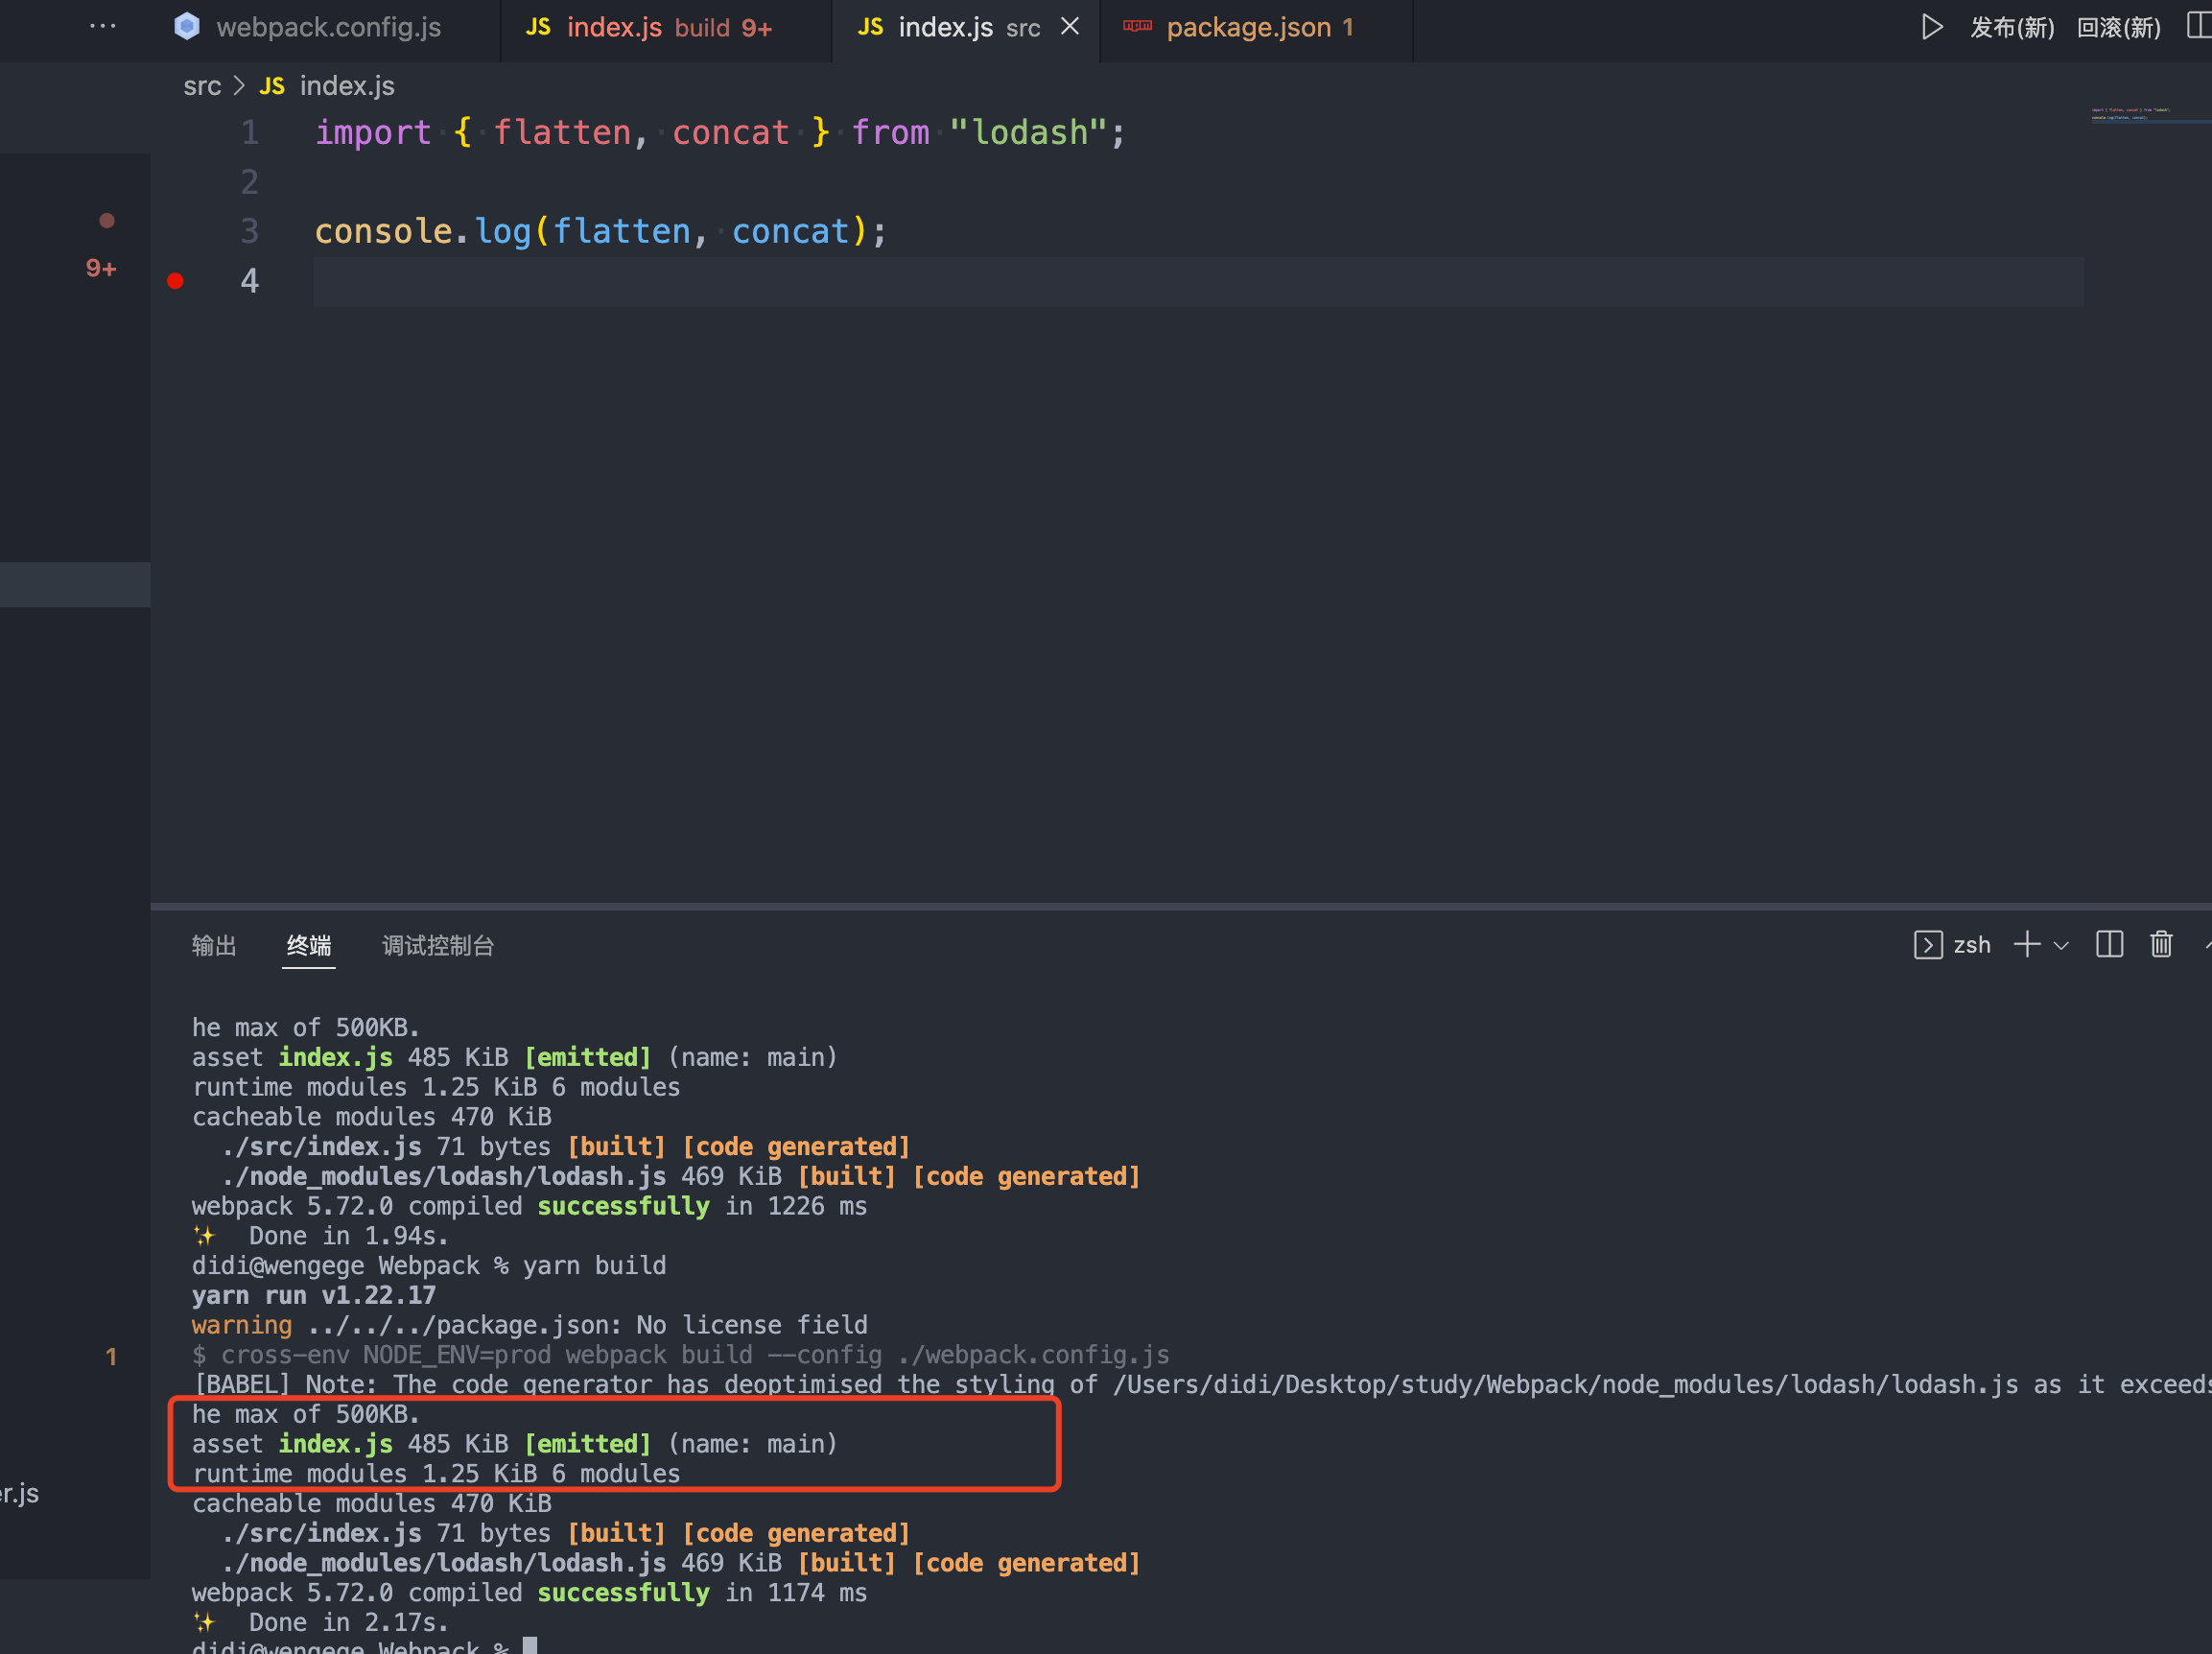 ··· webpack.config.js JS index.js build 9+ JS index.js src × npm package.json 1 发布(新) 回滚(新)
src > JS index.js
1 import { flatten, concat } from "lodash";
2
3 console.log(flatten, concat);
9+
4
输出 终端 调试控制台 zsh
he max of 500KB.
asset index.js 485 KiB [emitted] (name: main)
runtime modules 1.25 KiB 6 modules
cacheable modules 470 KiB
./src/index.js 71 bytes [built] [code generated]
./node_modules/lodash/lodash.js 469 KiB [built] [code generated]
webpack 5.72.0 compiled successfully in 1226 ms
✨ Done in 1.94s.
didi@wengege Webpack % yarn build
yarn run v1.22.17
warning ../../../package.json: No license field
1
$ cross-env NODE_ENV=prod webpack build --config ./webpack.config.js
[BABEL] Note: The code generator has deoptimised the styling of /Users/didi/Desktop/study/Webpack/node_modules/lodash/lodash.js as it exceeds
he max of 500KB.
asset index.js 485 KiB [emitted] (name: main)
runtime modules 1.25 KiB 6 modules
er.js
cacheable modules 470 KiB
./src/index.js 71 bytes [built] [code generated]
./node_modules/lodash/lodash.js 469 KiB [built] [code generated]
webpack 5.72.0 compiled successfully in 1174 ms
✨ Done in 2.17s.
didi@wengege Webpack %